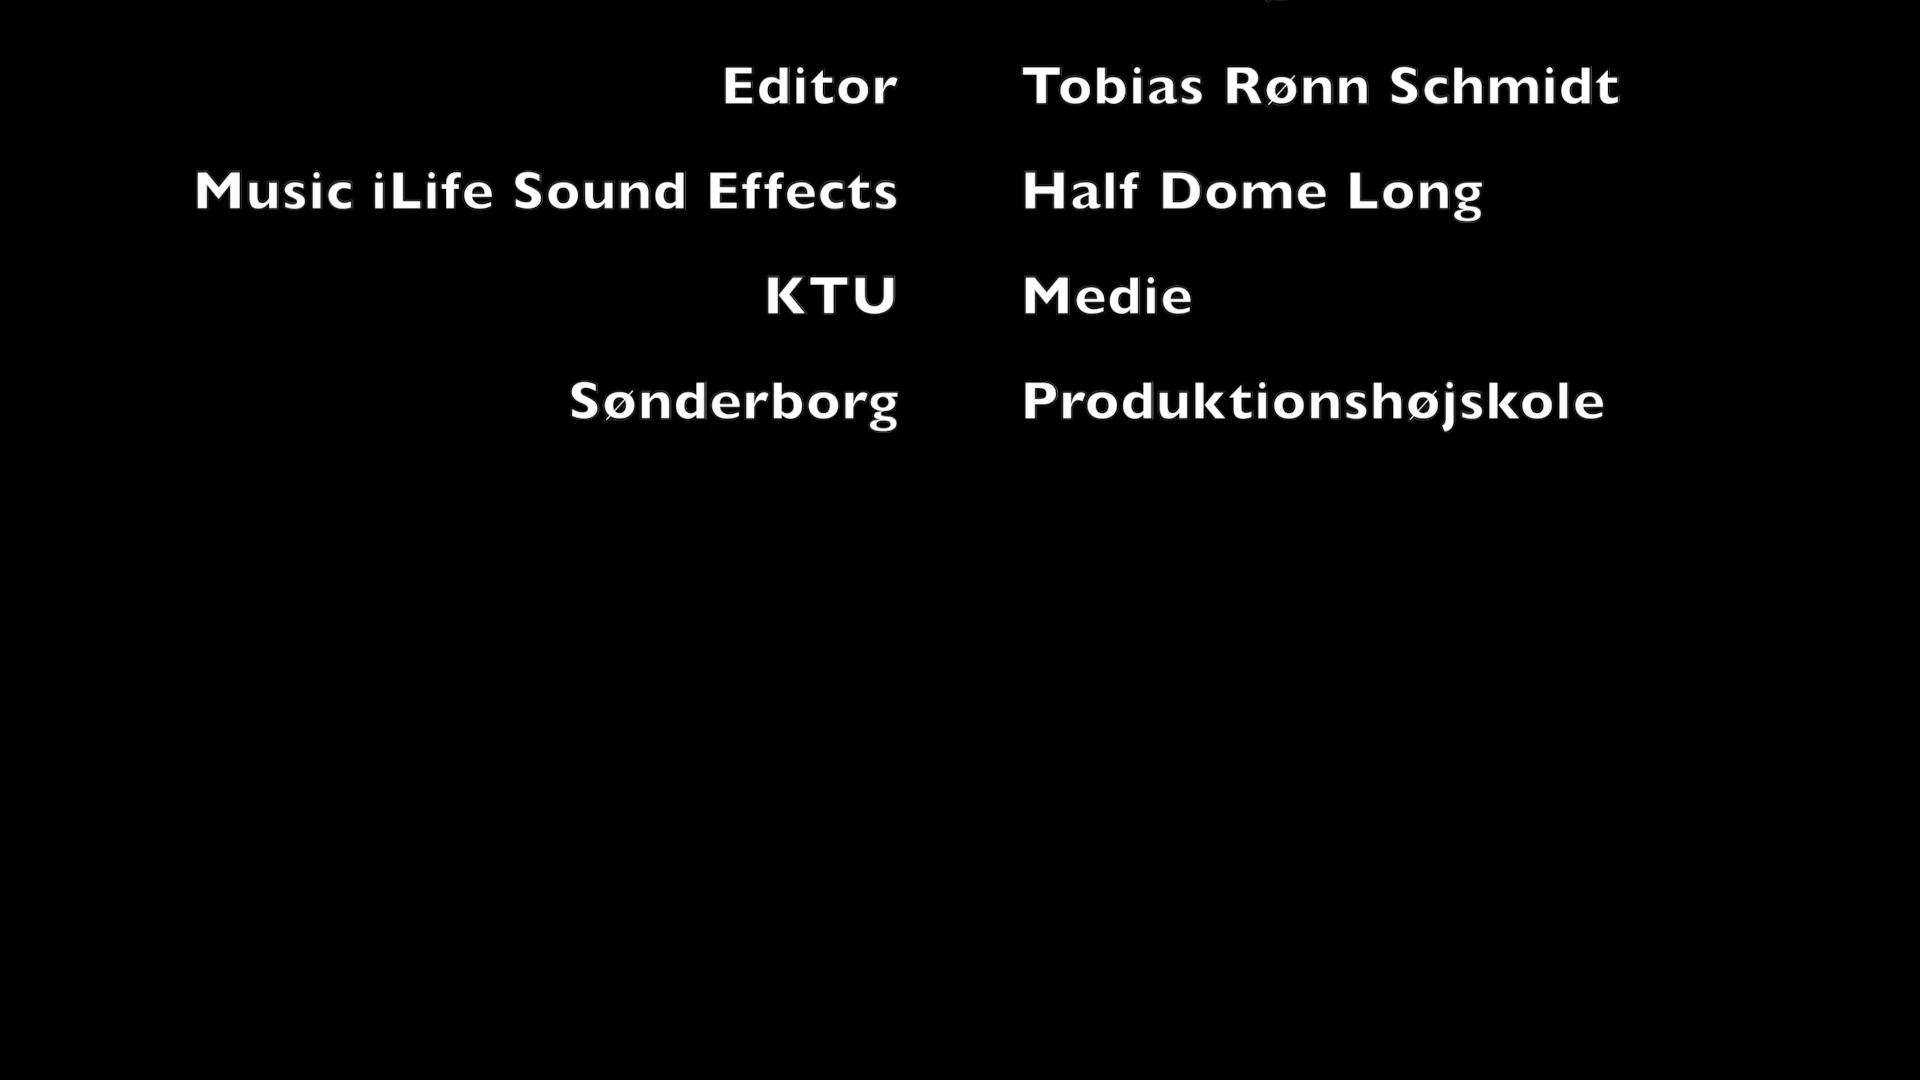 Editor Tobias Rønn Schmidt
Music iLife Sound Effects Half Dome Long
KTU Medie
Sønderborg Produktionshøjskole